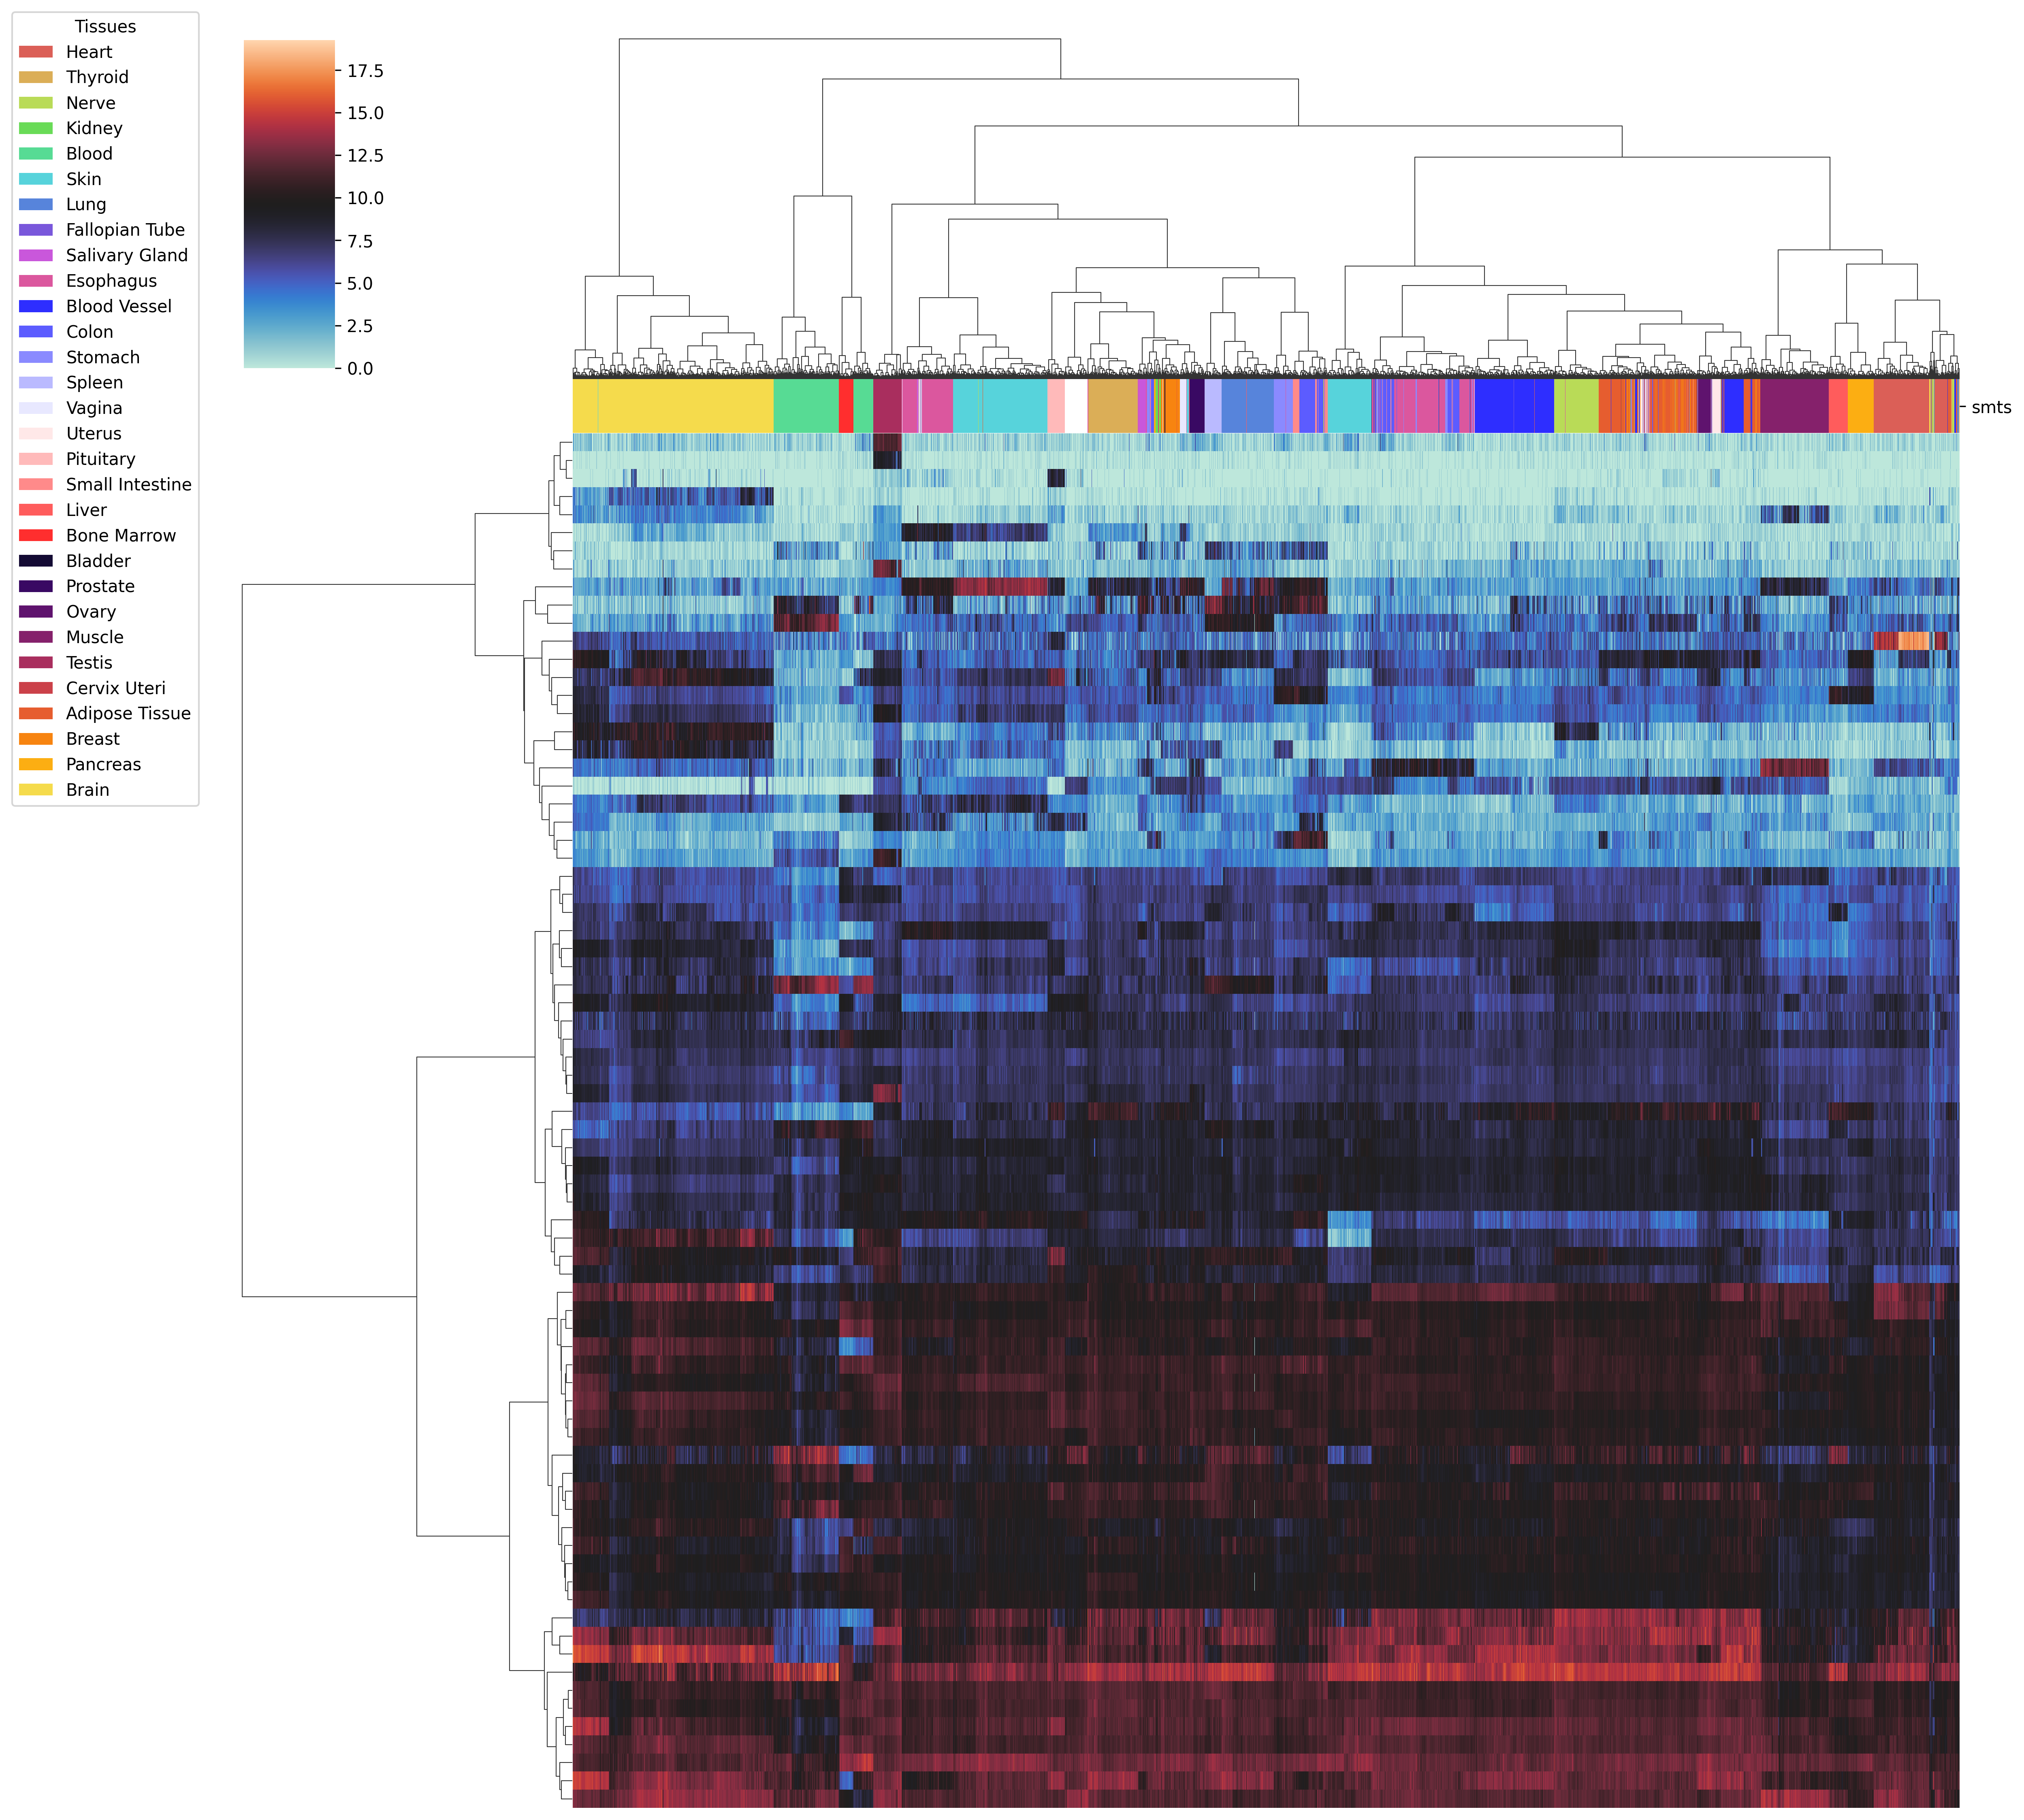 Tissues
Heart
Thyroid
Nerve
Kidney
Blood
Skin
Lung
Fallopian Tube
Salivary Gland
Esophagus
Blood Vessel
Colon
Stomach
Spleen
Vagina
Uterus
Pituitary
Small Intestine
Liver
Bone Marrow
Bladder
Prostate
Ovary
Muscle
Testis
Cervix Uteri
Adipose Tissue
Breast
Pancreas
Brain
17.5
15.0
12.5
10.0
7.5
5.0
2.5
0.0
smts